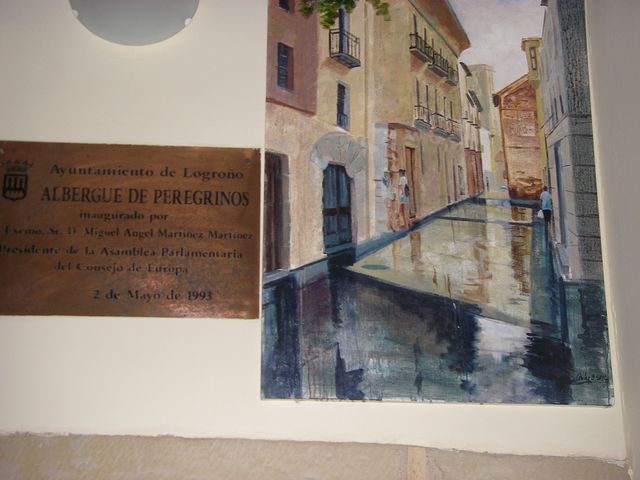 Ayuntamiento de Logroño
ALBERGUE DE PEREGRINOS
inaugurado por
Excmo. Sr. D. Miguel Angel Martínez Martínez
Presidente de la Asamblea Parlamentaria
del Consejo de Europa
2 de Mayo de 1993